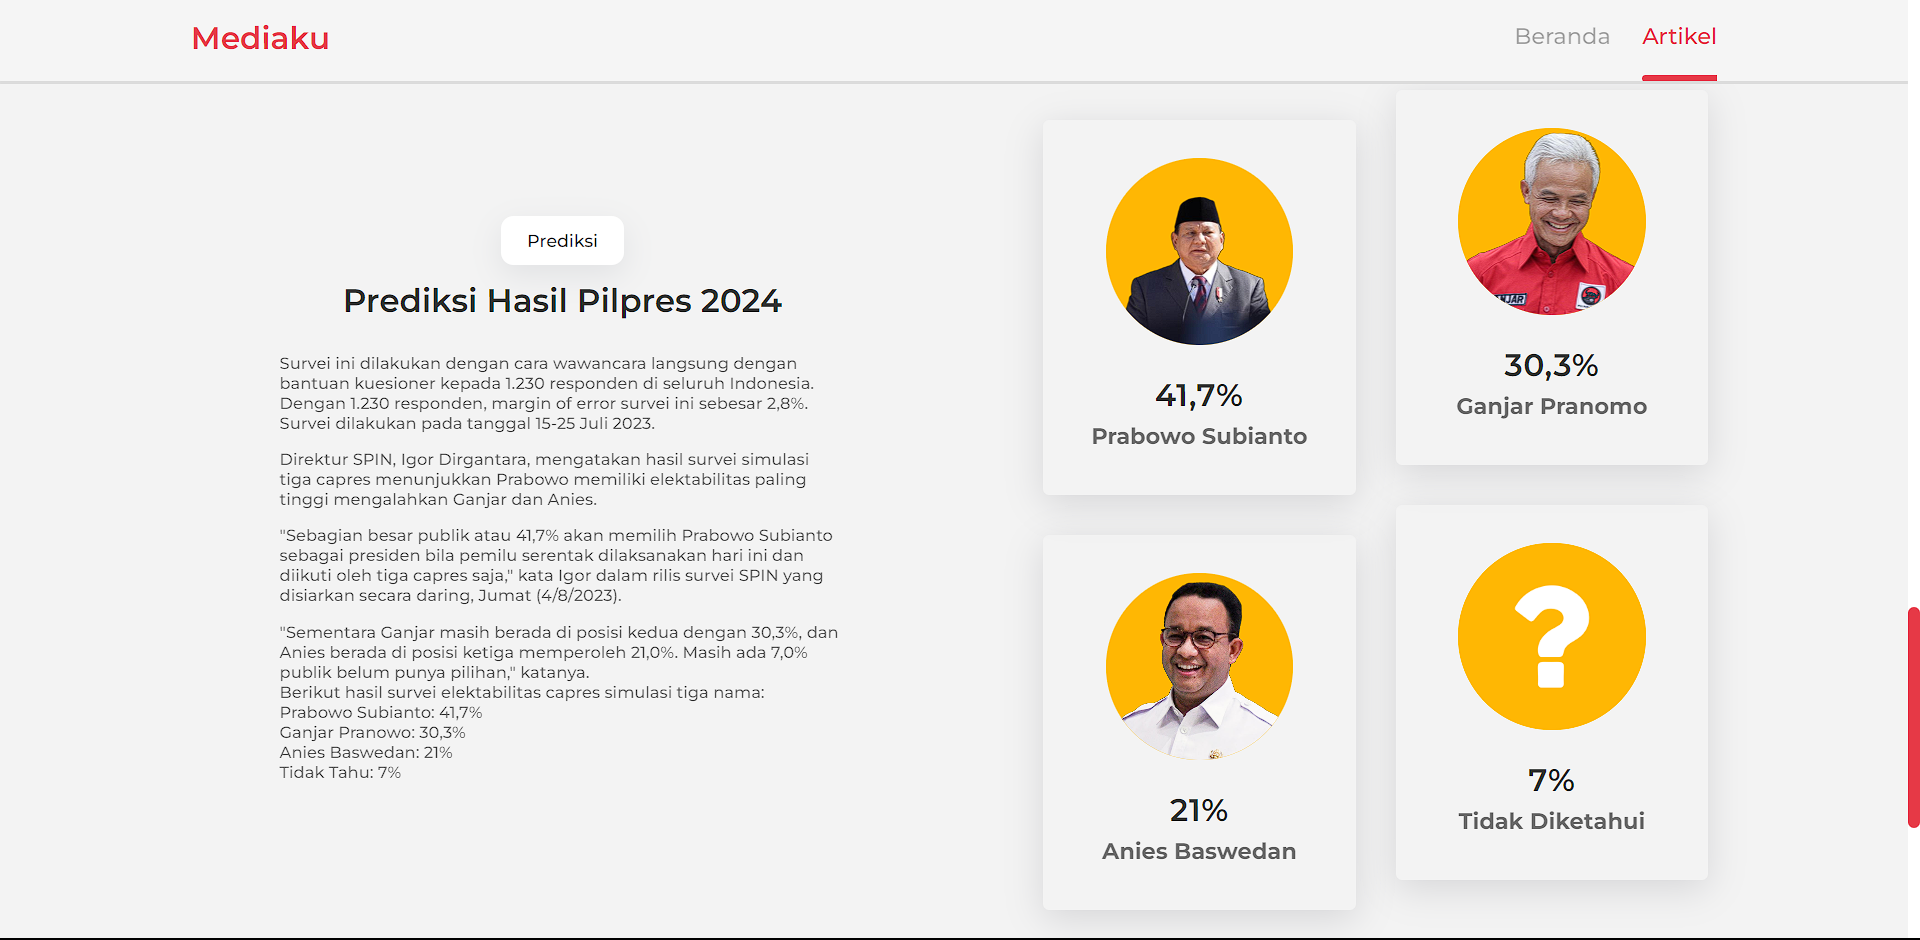 Mediaku
Beranda
Artikel
Prediksi
Prediksi Hasil Pilpres 2024
Survei ini dilakukan dengan cara wawancara langsung dengan
bantuan kuesioner kepada 1.230 responden di seluruh Indonesia.
Dengan 1.230 responden, margin of error survei ini sebesar 2,8%.
Survei dilakukan pada tanggal 15-25 Juli 2023.
Direktur SPIN, Igor Dirgantara, mengatakan hasil survei simulasi
tiga capres menunjukkan Prabowo memiliki elektabilitas paling
tinggi mengalahkan Ganjar dan Anies.
"Sebagian besar publik atau 41,7% akan memilih Prabowo Subianto
sebagai presiden bila pemilu serentak dilaksanakan hari ini dan
diikuti oleh tiga capres saja," kata Igor dalam rilis survei SPIN yang
disiarkan secara daring, Jumat (4/8/2023).
"Sementara Ganjar masih berada di posisi kedua dengan 30,3%, dan
Anies berada di posisi ketiga memperoleh 21,0%. Masih ada 7,0%
publik belum punya pilihan," katanya.
Berikut hasil survei elektabilitas capres simulasi tiga nama:
Prabowo Subianto: 41,7%
Ganjar Pranowo: 30,3%
Anies Baswedan: 21%
Tidak Tahu: 7%
41,7%
Prabowo Subianto
NJAR
30,3%
Ganjar Pranomo
21%
Anies Baswedan
?
7%
Tidak Diketahui